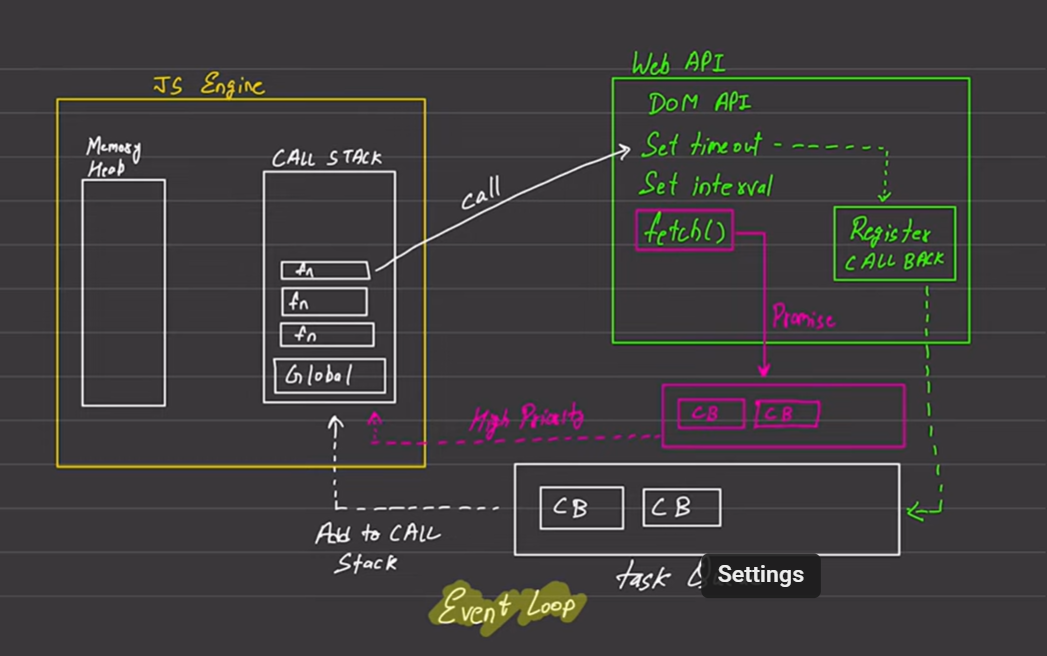 Web API
JS Engine
DOM API
Memory
Heap
CALL STACK
Set timeout
call
Set interval
fetch()
Register
CALL BACK
fn
fn
fn
Global
Promise
High Priority
CB
CB
CB
CB
Add to CALL
Stack
task
Settings
Event Loop